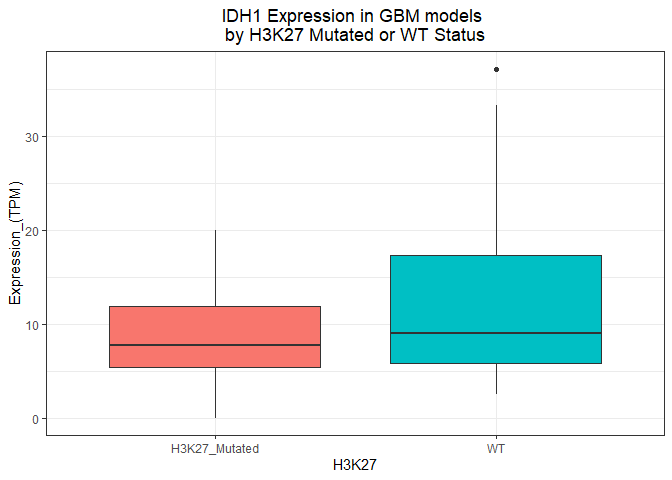 IDH1 Expression in GBM models
by H3K27 Mutated or WT Status
Expression_(TPM)
30
20
10
0
H3K27_Mutated
WT
H3K27